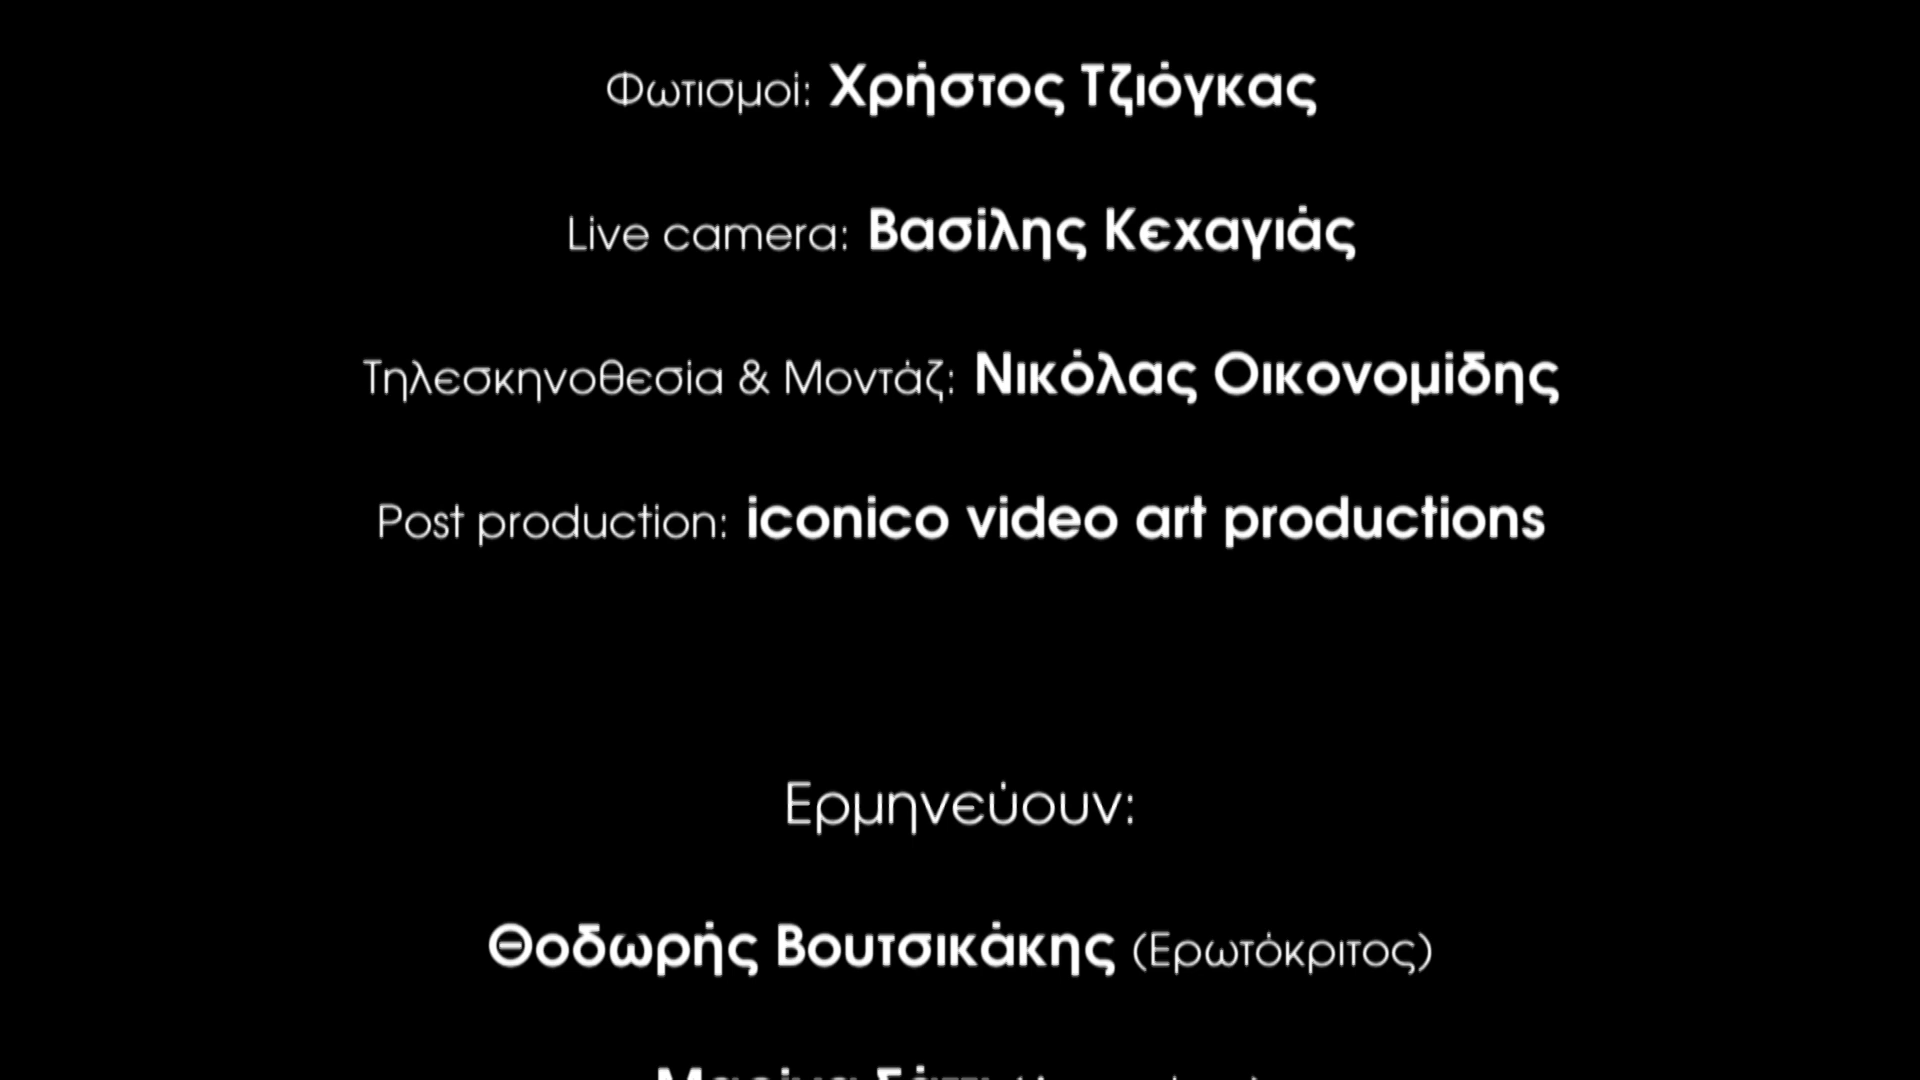 Φωτισμοί: Χρήστος Τζιόγκας
Live camera: Βασίλης Κεχαγιάς
Τηλεσκηνοθεσία & Μοντάζ: Νικόλας Οικονομίδης
Post production: iconico video art productions
Ερμηνεύουν:
Θοδωρής Βουτσικάκης (Ερωτόκριτος)